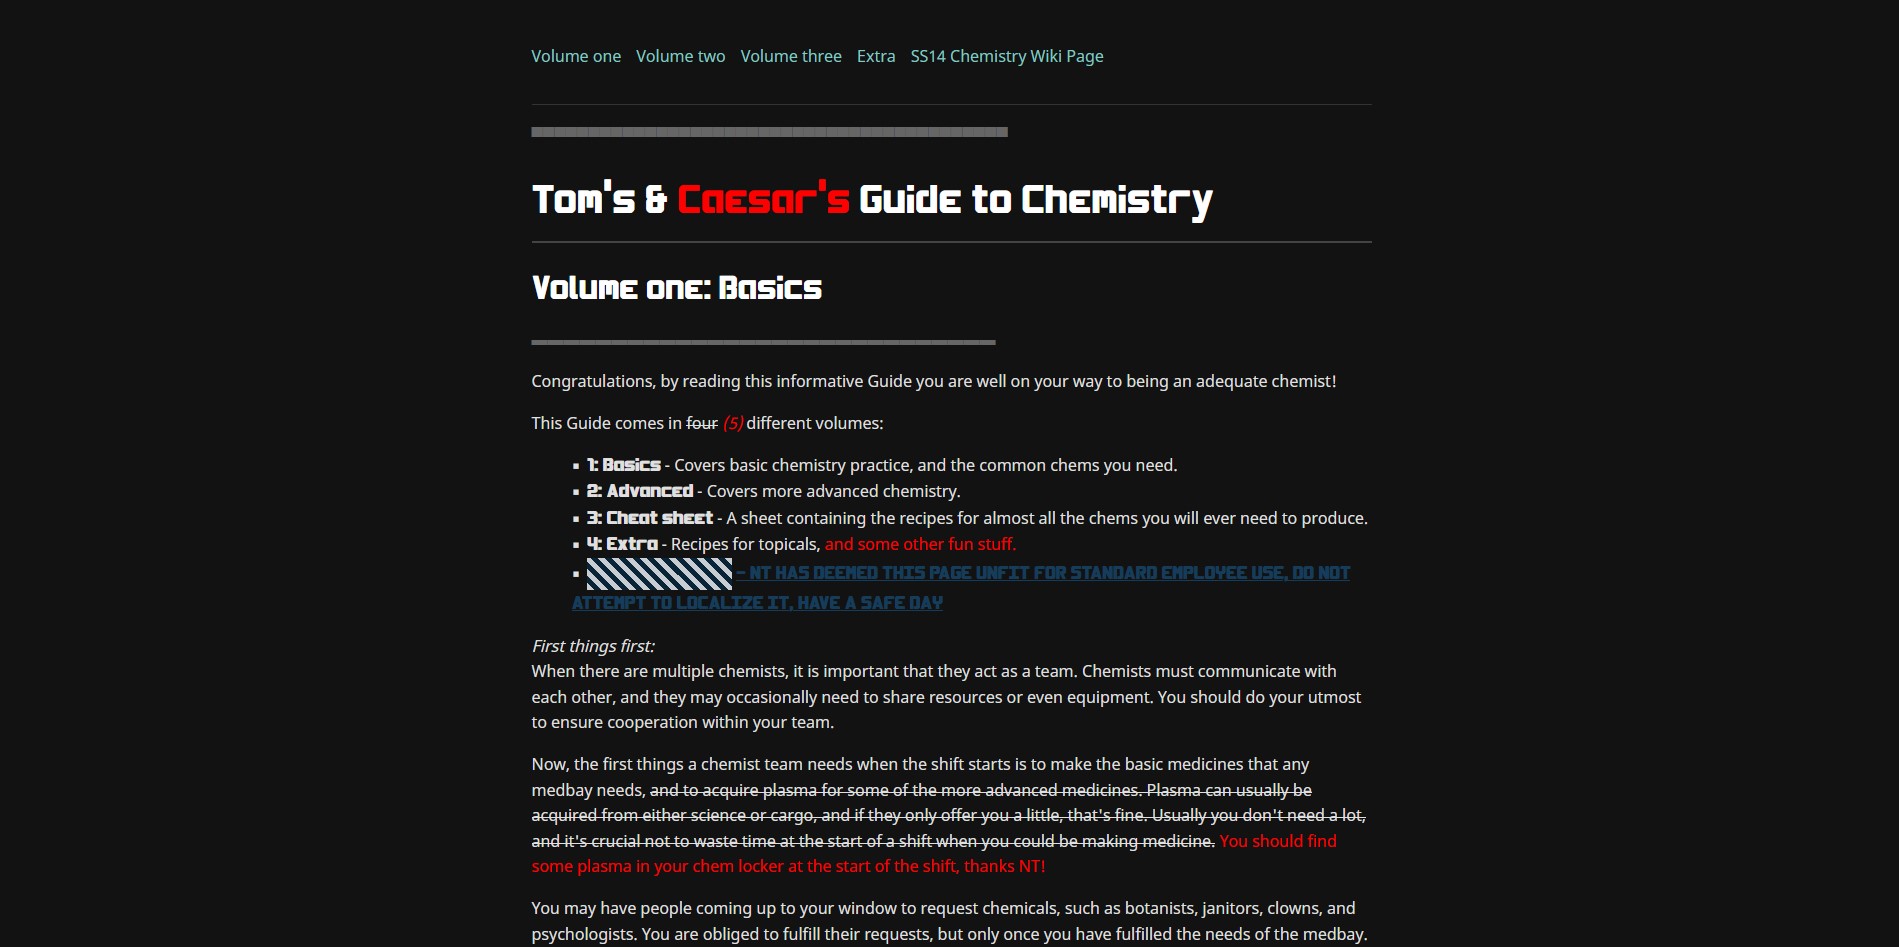 Volume one Volume two Volume three Extra SS14 Chemistry Wiki Page
Tom's & Caesar's Guide to Chemistry
Volume one: Basics
Congratulations, by reading this informative Guide you are well on your way to being an adequate chemist!
This Guide comes in four (5) different volumes:
▪ 1: Basics - Covers basic chemistry practice, and the common chems you need.
▪ 2: Advanced - Covers more advanced chemistry.
▪ 3: Cheat sheet - A sheet containing the recipes for almost all the chems you will ever need to produce.
▪ 4: Extra - Recipes for topicals, and some other fun stuff.
▪ - NT HAS DEEMED THIS PAGE UNFIT FOR STANDARD EMPLOYEE USE, DO NOT
ATTEMPT TO LOCALIZE IT, HAVE A SAFE DAY
First things first:
When there are multiple chemists, it is important that they act as a team. Chemists must communicate with
each other, and they may occasionally need to share resources or even equipment. You should do your utmost
to ensure cooperation within your team.
Now, the first things a chemist team needs when the shift starts is to make the basic medicines that any
medbay needs, and to acquire plasma for some of the more advanced medicines. Plasma can usually be
acquired from either science or cargo, and if they only offer you a little, that's fine. Usually you don't need a lot,
and it's crucial not to waste time at the start of a shift when you could be making medicine. You should find
some plasma in your chem locker at the start of the shift, thanks NT!
You may have people coming up to your window to request chemicals, such as botanists, janitors, clowns, and
psychologists. You are obliged to fulfill their requests, but only once you have fulfilled the needs of the medbay.